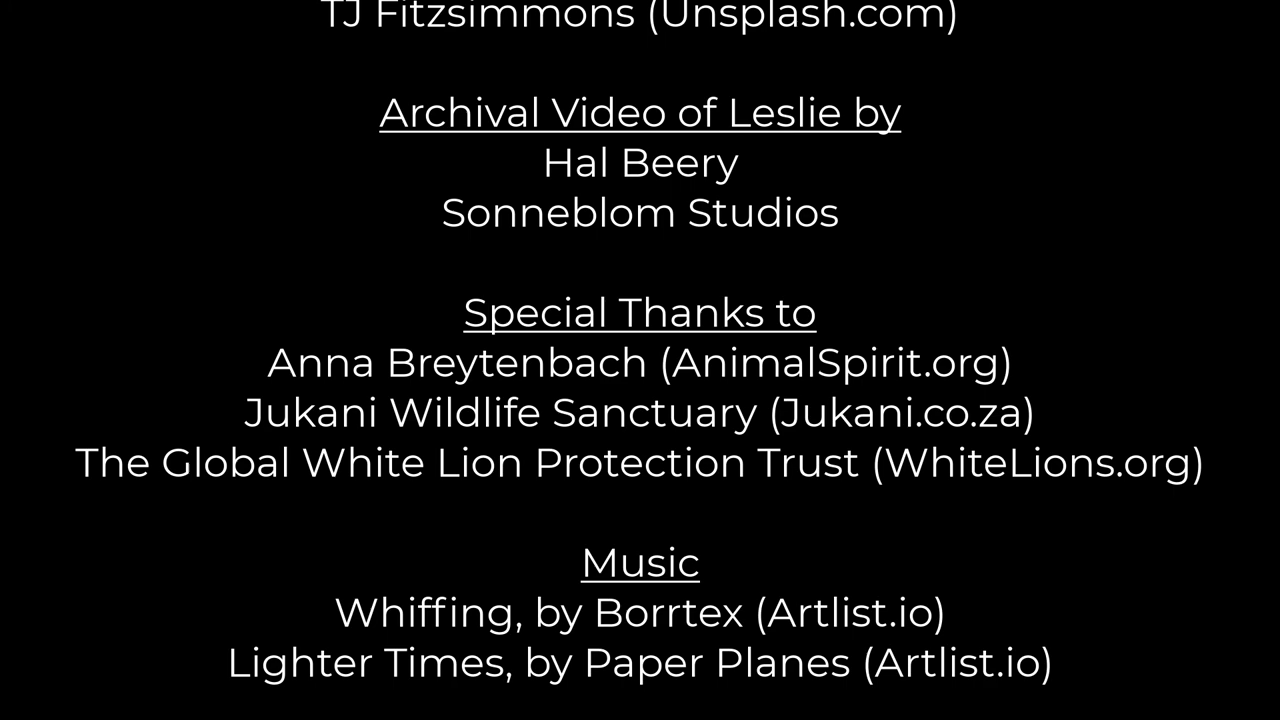 TJ Fitzsimmons (Unsplash.com)
Archival Video of Leslie by
Hal Beery
Sonneblom Studios
Special Thanks to
Anna Breytenbach (AnimalSpirit.org)
Jukani Wildlife Sanctuary (Jukani.co.za)
The Global White Lion Protection Trust (WhiteLions.org)
Music
Whiffing, by Borrtex (Artlist.io)
Lighter Times, by Paper Planes (Artlist.io)